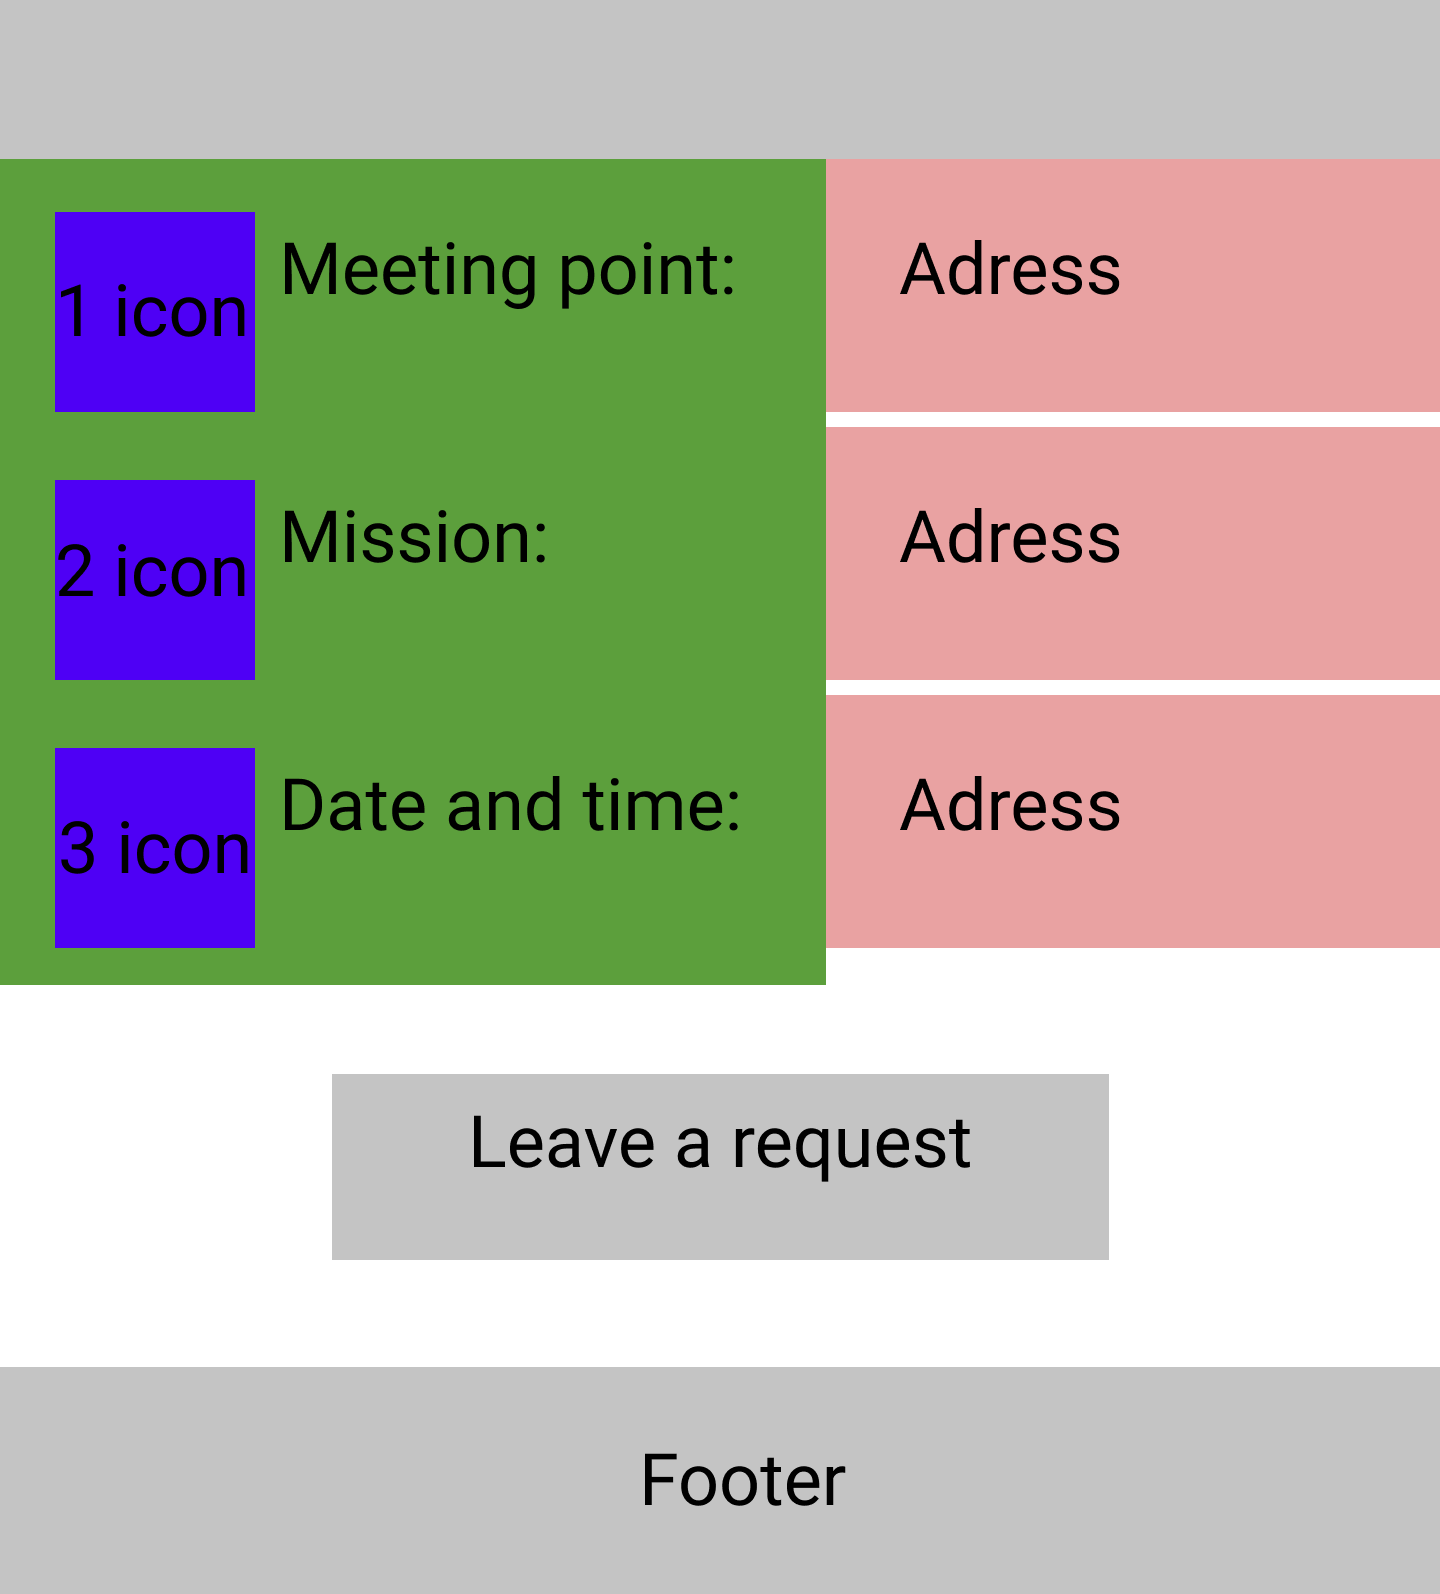 Meeting point: Adress
1 icon
Mission: Adress
2 icon
Date and time: Adress
3 icon
Leave a request
Footer